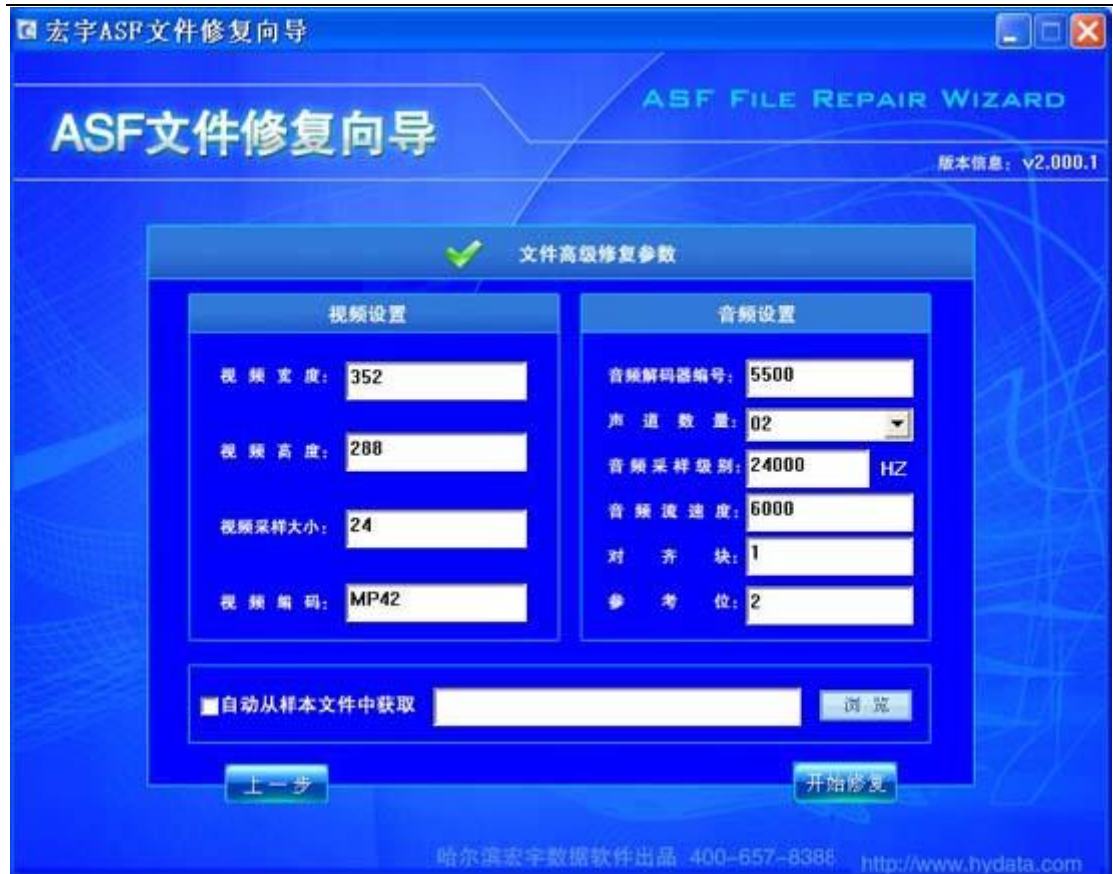 宏宇ASF文件修复向导
ASF FILE REPAIR WIZARD
ASF文件修复向导
版本信息：v2.000.1
文件高级修复参数
视频设置
视频宽度：352
视频高度：288
视频采样大小：24
视频编码：MP42
音频设置
音频解码器编号：5500
声道数量：02
音频采样级别：24000 HZ
音频流速度：6000
对齐块：1
参考位：2
自动从样本文件中获取
浏览
上一步
开始修复
哈尔滨宏宇数据软件出品 400-657-8388
http://www.hydata.com